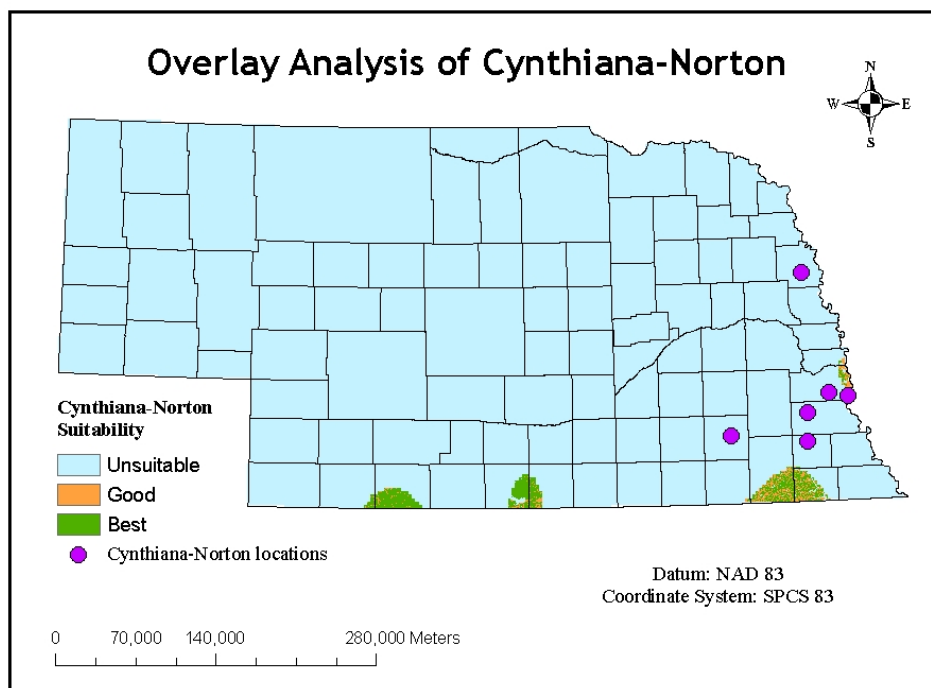 Overlay Analysis of Cynthiana-Norton
N
W E
S
Cynthiana-Norton
Suitability
Unsuitable
Good
Best
Cynthiana-Norton locations
Datum: NAD 83
Coordinate System: SPCS 83
0 70,000 140,000 280,000 Meters